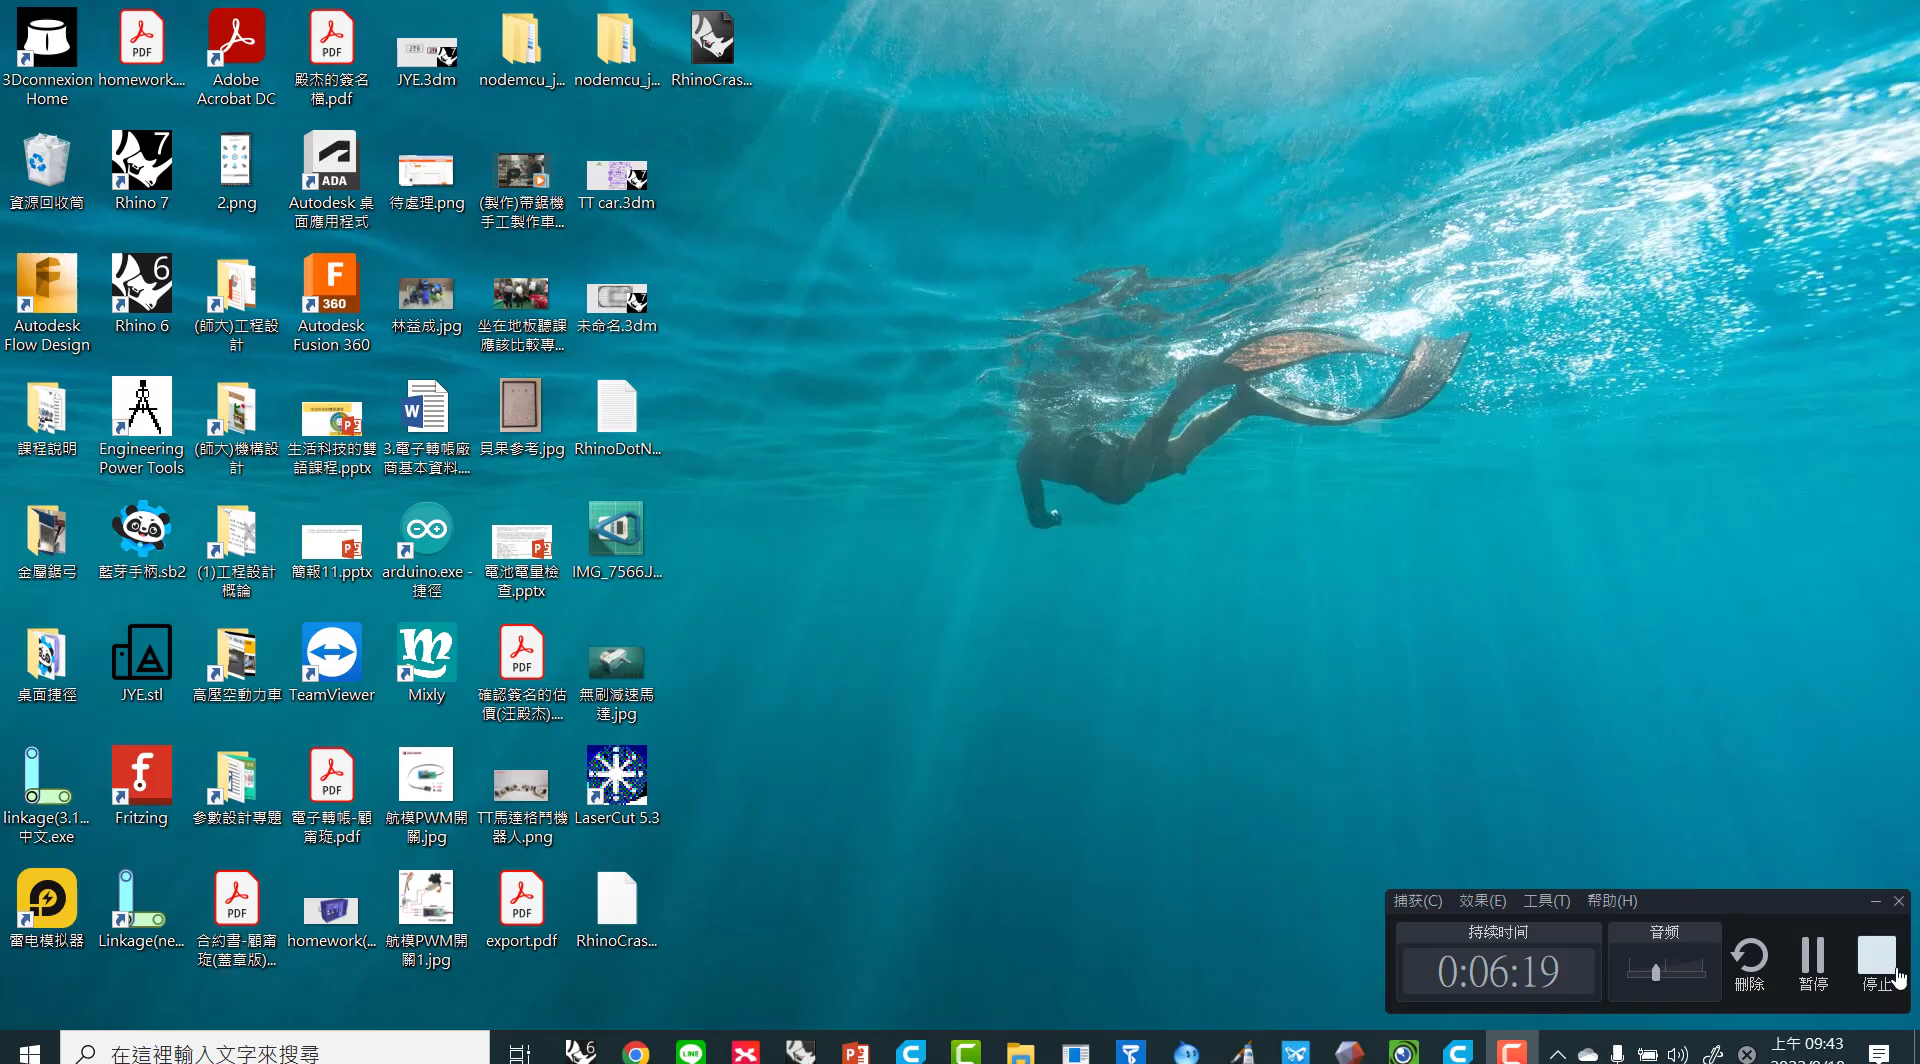 3Dconnexion
Home
homework....
Adobe
Acrobat DC
殿杰的簽名
檔.pdf
JYE.3dm
nodemcu_j...
nodemcu_j...
RhinoCras...
資源回收筒
Rhino 7
2.png
Autodesk 桌
面應用程式
待處理.png
(製作)帶鋸機
手工製作車...
TT car.3dm
Autodesk
Flow Design
Rhino 6
(師大)工程設
計
Autodesk
Fusion 360
林益成.jpg
坐在地板聽課
應該比較專...
未命名.3dm
課程說明
Engineering
Power Tools
(師大)機構設
計
生活科技的雙
語課程.pptx
3.電子轉帳廠
商基本資料....
貝果参考.jpg
RhinoDotN...
金屬鋸弓
藍芽手柄.sb2
(1)工程設計
概論
簡報11.pptx
arduino.exe -
捷徑
電池電量檢
查.pptx
IMG_7566.J...
桌面捷徑
JYE.stl
高壓空動力車
TeamViewer
Mixly
確認簽名的估
價(汪殿杰)....
無刷減速馬
達.jpg
linkage(3.1...
中文.exe
Fritzing
參數設計專題
電子轉帳-顧
甯琁.pdf
航模PWM開
關.jpg
TT馬達格鬥機
器人.png
LaserCut 5.3
雷电模拟器
Linkage(ne...
合約書-顧甯
琁(蓋章版)...
homework(...
航模PWM開
關1.jpg
export.pdf
RhinoCras...
捕获(C) 效果(E) 工具(T) 帮助(H)
持续时间
音频
0:06:19
刪除
暂停
停止
在這裡輸入文字來搜尋
上午 09:43